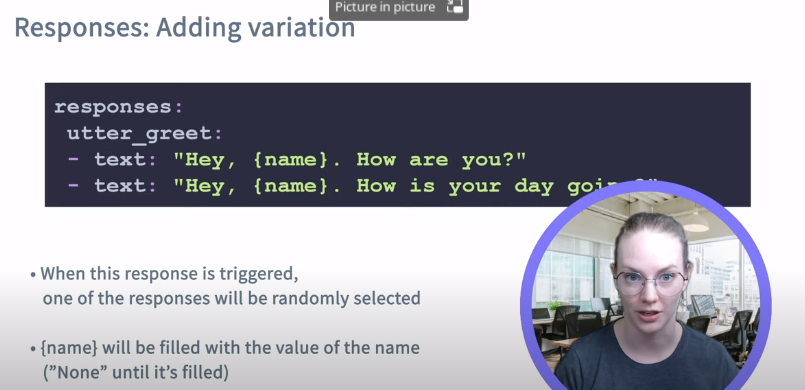 Picture in picture
Responses: Adding variation
responses:
utter_greet:
- text: "Hey, {name}. How are you?"
- text: "Hey, {name}. How is your day
• When this response is triggered,
one of the responses will be randomly selected
• {name} will be filled with the value of the name
(”None” until it’s filled)